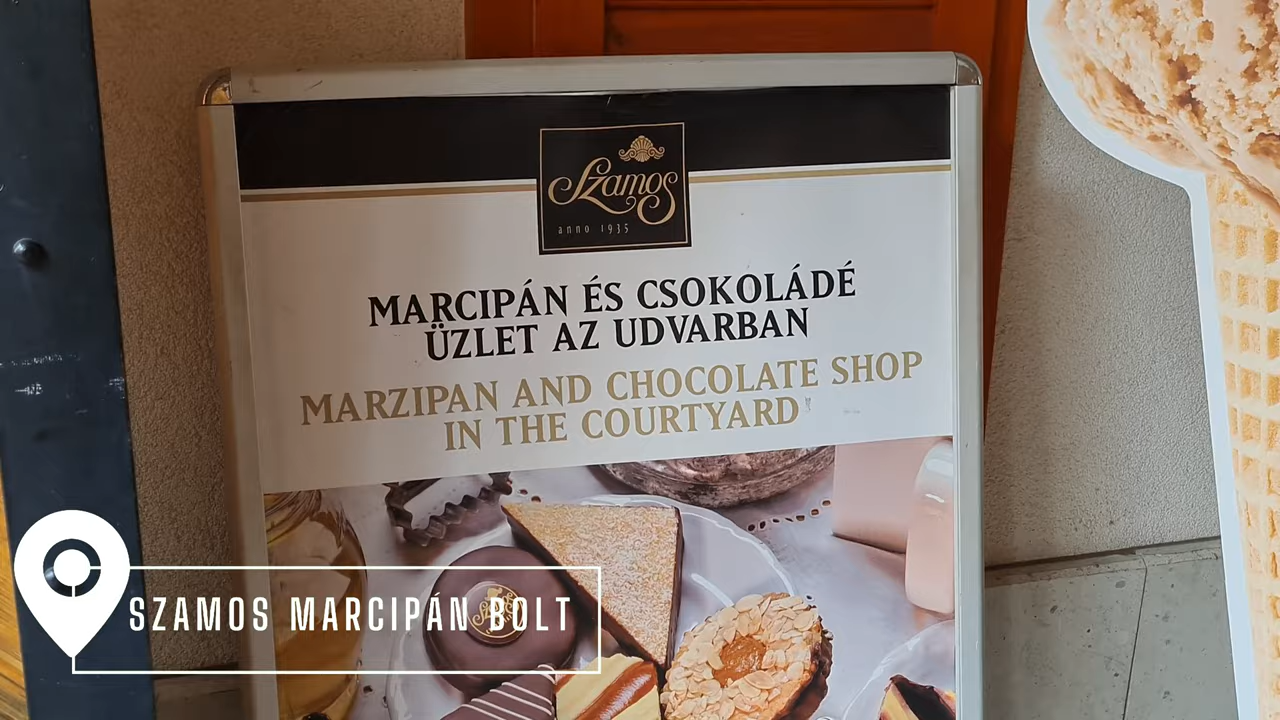 Szamos
anno 1935
MARCIPÁN ÉS CSOKOLÁDÉ
ÜZLET AZ UDVARBAN
MARZIPAN AND CHOCOLATE SHOP
IN THE COURTYARD
SZAMOS MARCIPÁN BOLT